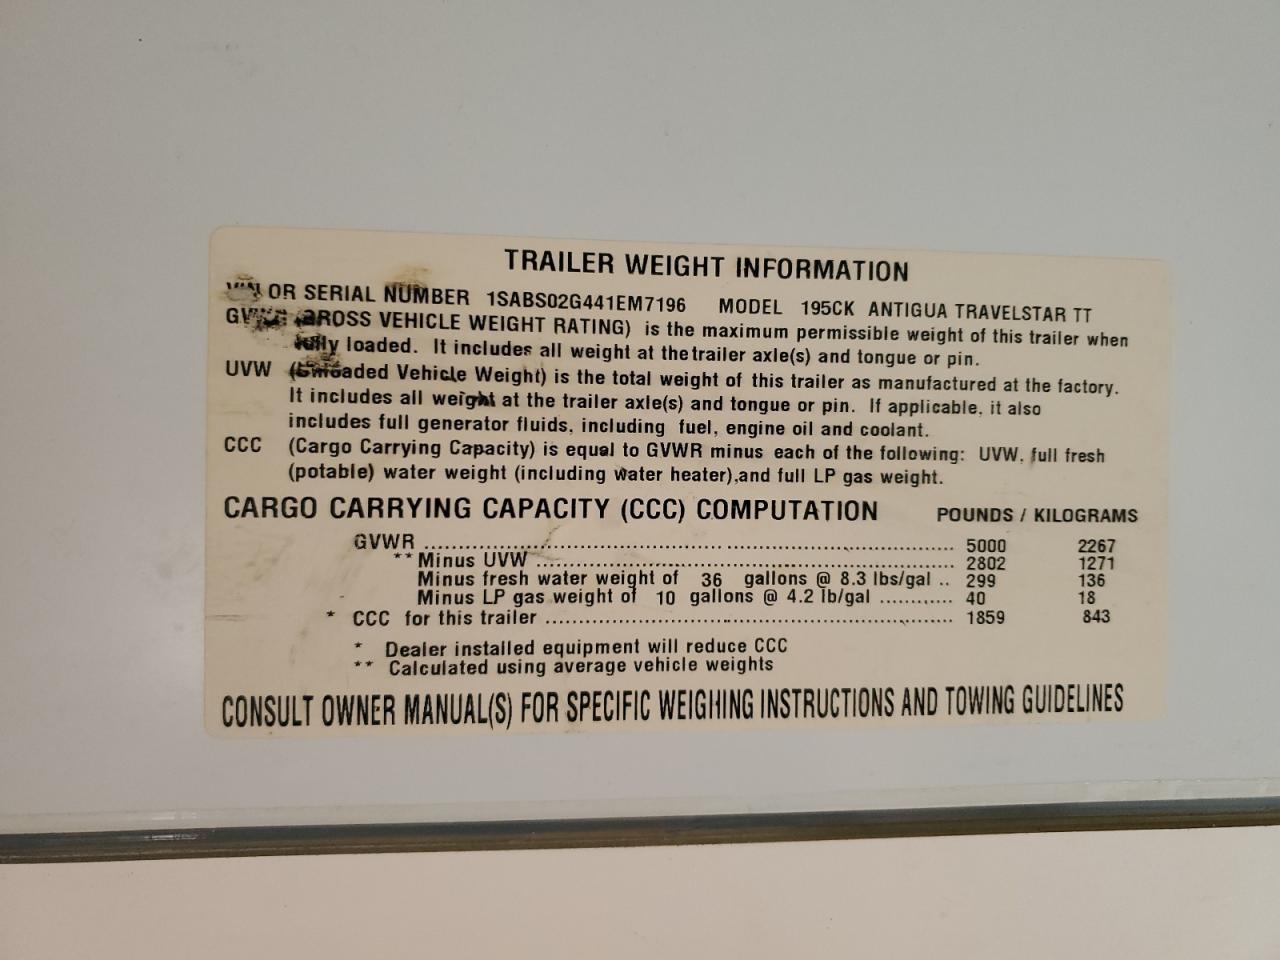 TRAILER WEIGHT INFORMATION
VIN OR SERIAL NUMBER 1SABS02G441EM7196 MODEL 195CK ANTIGUA TRAVELSTAR TT
GVWR (GROSS VEHICLE WEIGHT RATING) is the maximum permissible weight of this trailer when
fully loaded. It includes all weight at the trailer axle(s) and tongue or pin.
UVW (Unloaded Vehicle Weight) is the total weight of this trailer as manufactured at the factory.
It includes all weight at the trailer axle(s) and tongue or pin. If applicable, it also
includes full generator fluids, including fuel, engine oil and coolant.
CCC (Cargo Carrying Capacity) is equal to GVWR minus each of the following: UVW, full fresh
(potable) water weight (including water heater),and full LP gas weight.
CARGO CARRYING CAPACITY (CCC) COMPUTATION POUNDS / KILOGRAMS
GVWR ........ 5000 2267
** Minus UVW ........ 2802 1271
Minus fresh water weight of 36 gallons @ 8.3 lbs/gal .. 299 136
Minus LP gas weight of 10 gallons @ 4.2 lb/gal ............ 40 18
* CCC for this trailer ........ 1859 843
* Dealer installed equipment will reduce CCC
** Calculated using average vehicle weights
CONSULT OWNER MANUAL(S) FOR SPECIFIC WEIGHING INSTRUCTIONS AND TOWING GUIDELINES